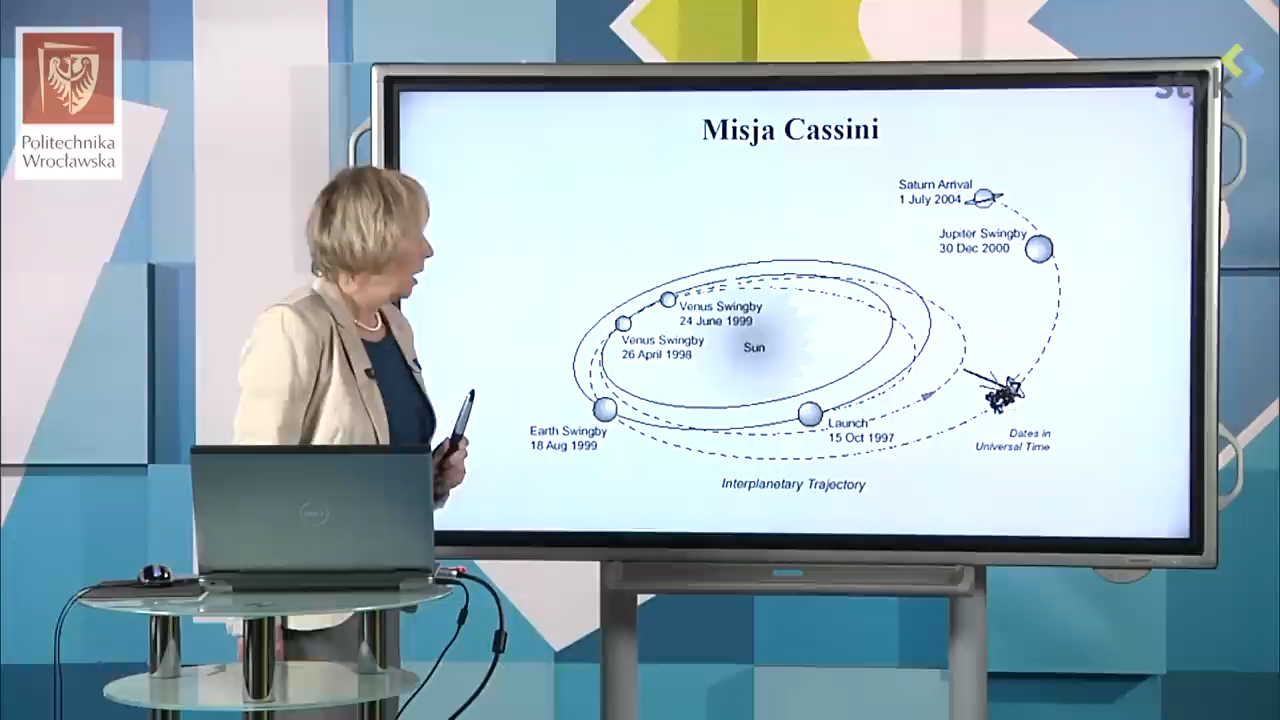 Politechnika
Wrocławska
styk
Misja Cassini
Saturn Arrival
1 July 2004
Jupiter Swingby
30 Dec 2000
Venus Swingby
24 June 1999
Venus Swingby
26 April 1998
Sun
Earth Swingby
18 Aug 1999
Launch
15 Oct 1997
Dates in
Universal Time
Interplanetary Trajectory
DELL